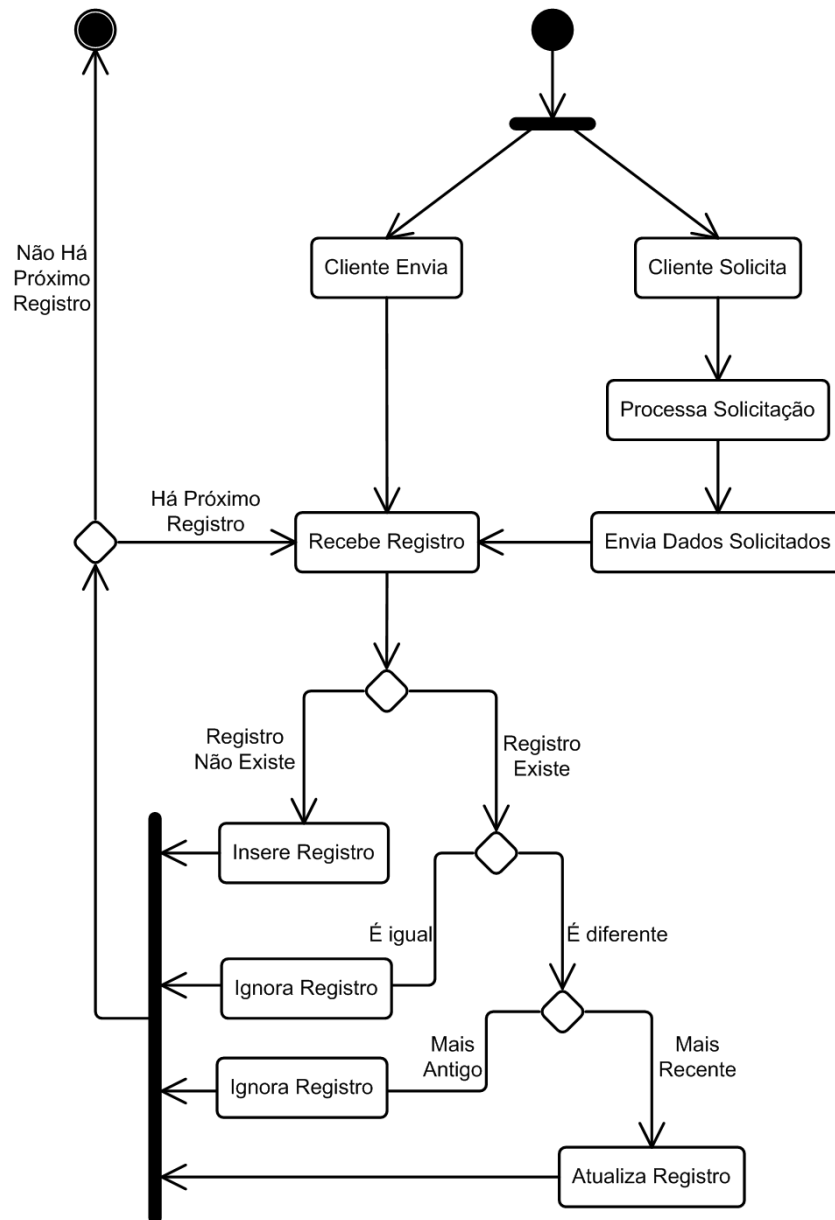 Cliente Envia
Cliente Solicita
Não Há
Próximo
Registro
Processa Solicitação
Há Próximo
Registro
Recebe Registro
Envia Dados Solicitados
Registro
Não Existe
Registro
Existe
Insere Registro
É igual
É diferente
Ignora Registro
Mais
Antigo
Mais
Recente
Ignora Registro
Atualiza Registro